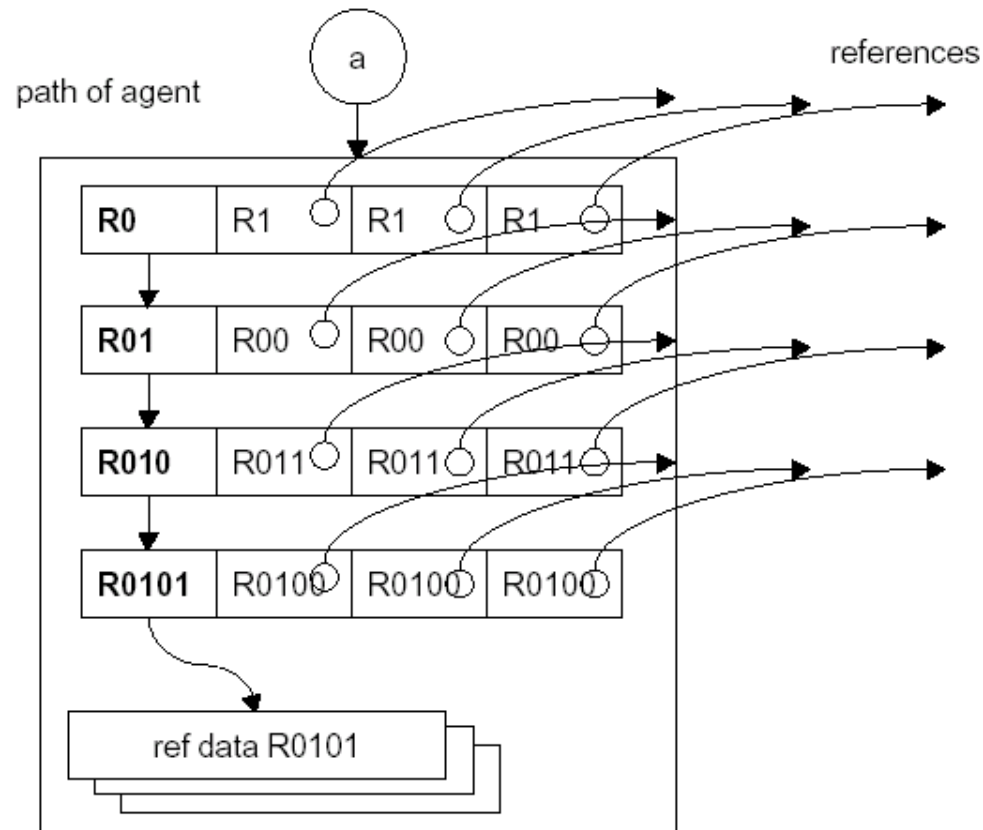 a
references
path of agent
R0 R1 R1 R1
R01 R00 R00 R00
R010 R011 R011 R011
R0101 R0100 R0100 R0100
ref data R0101